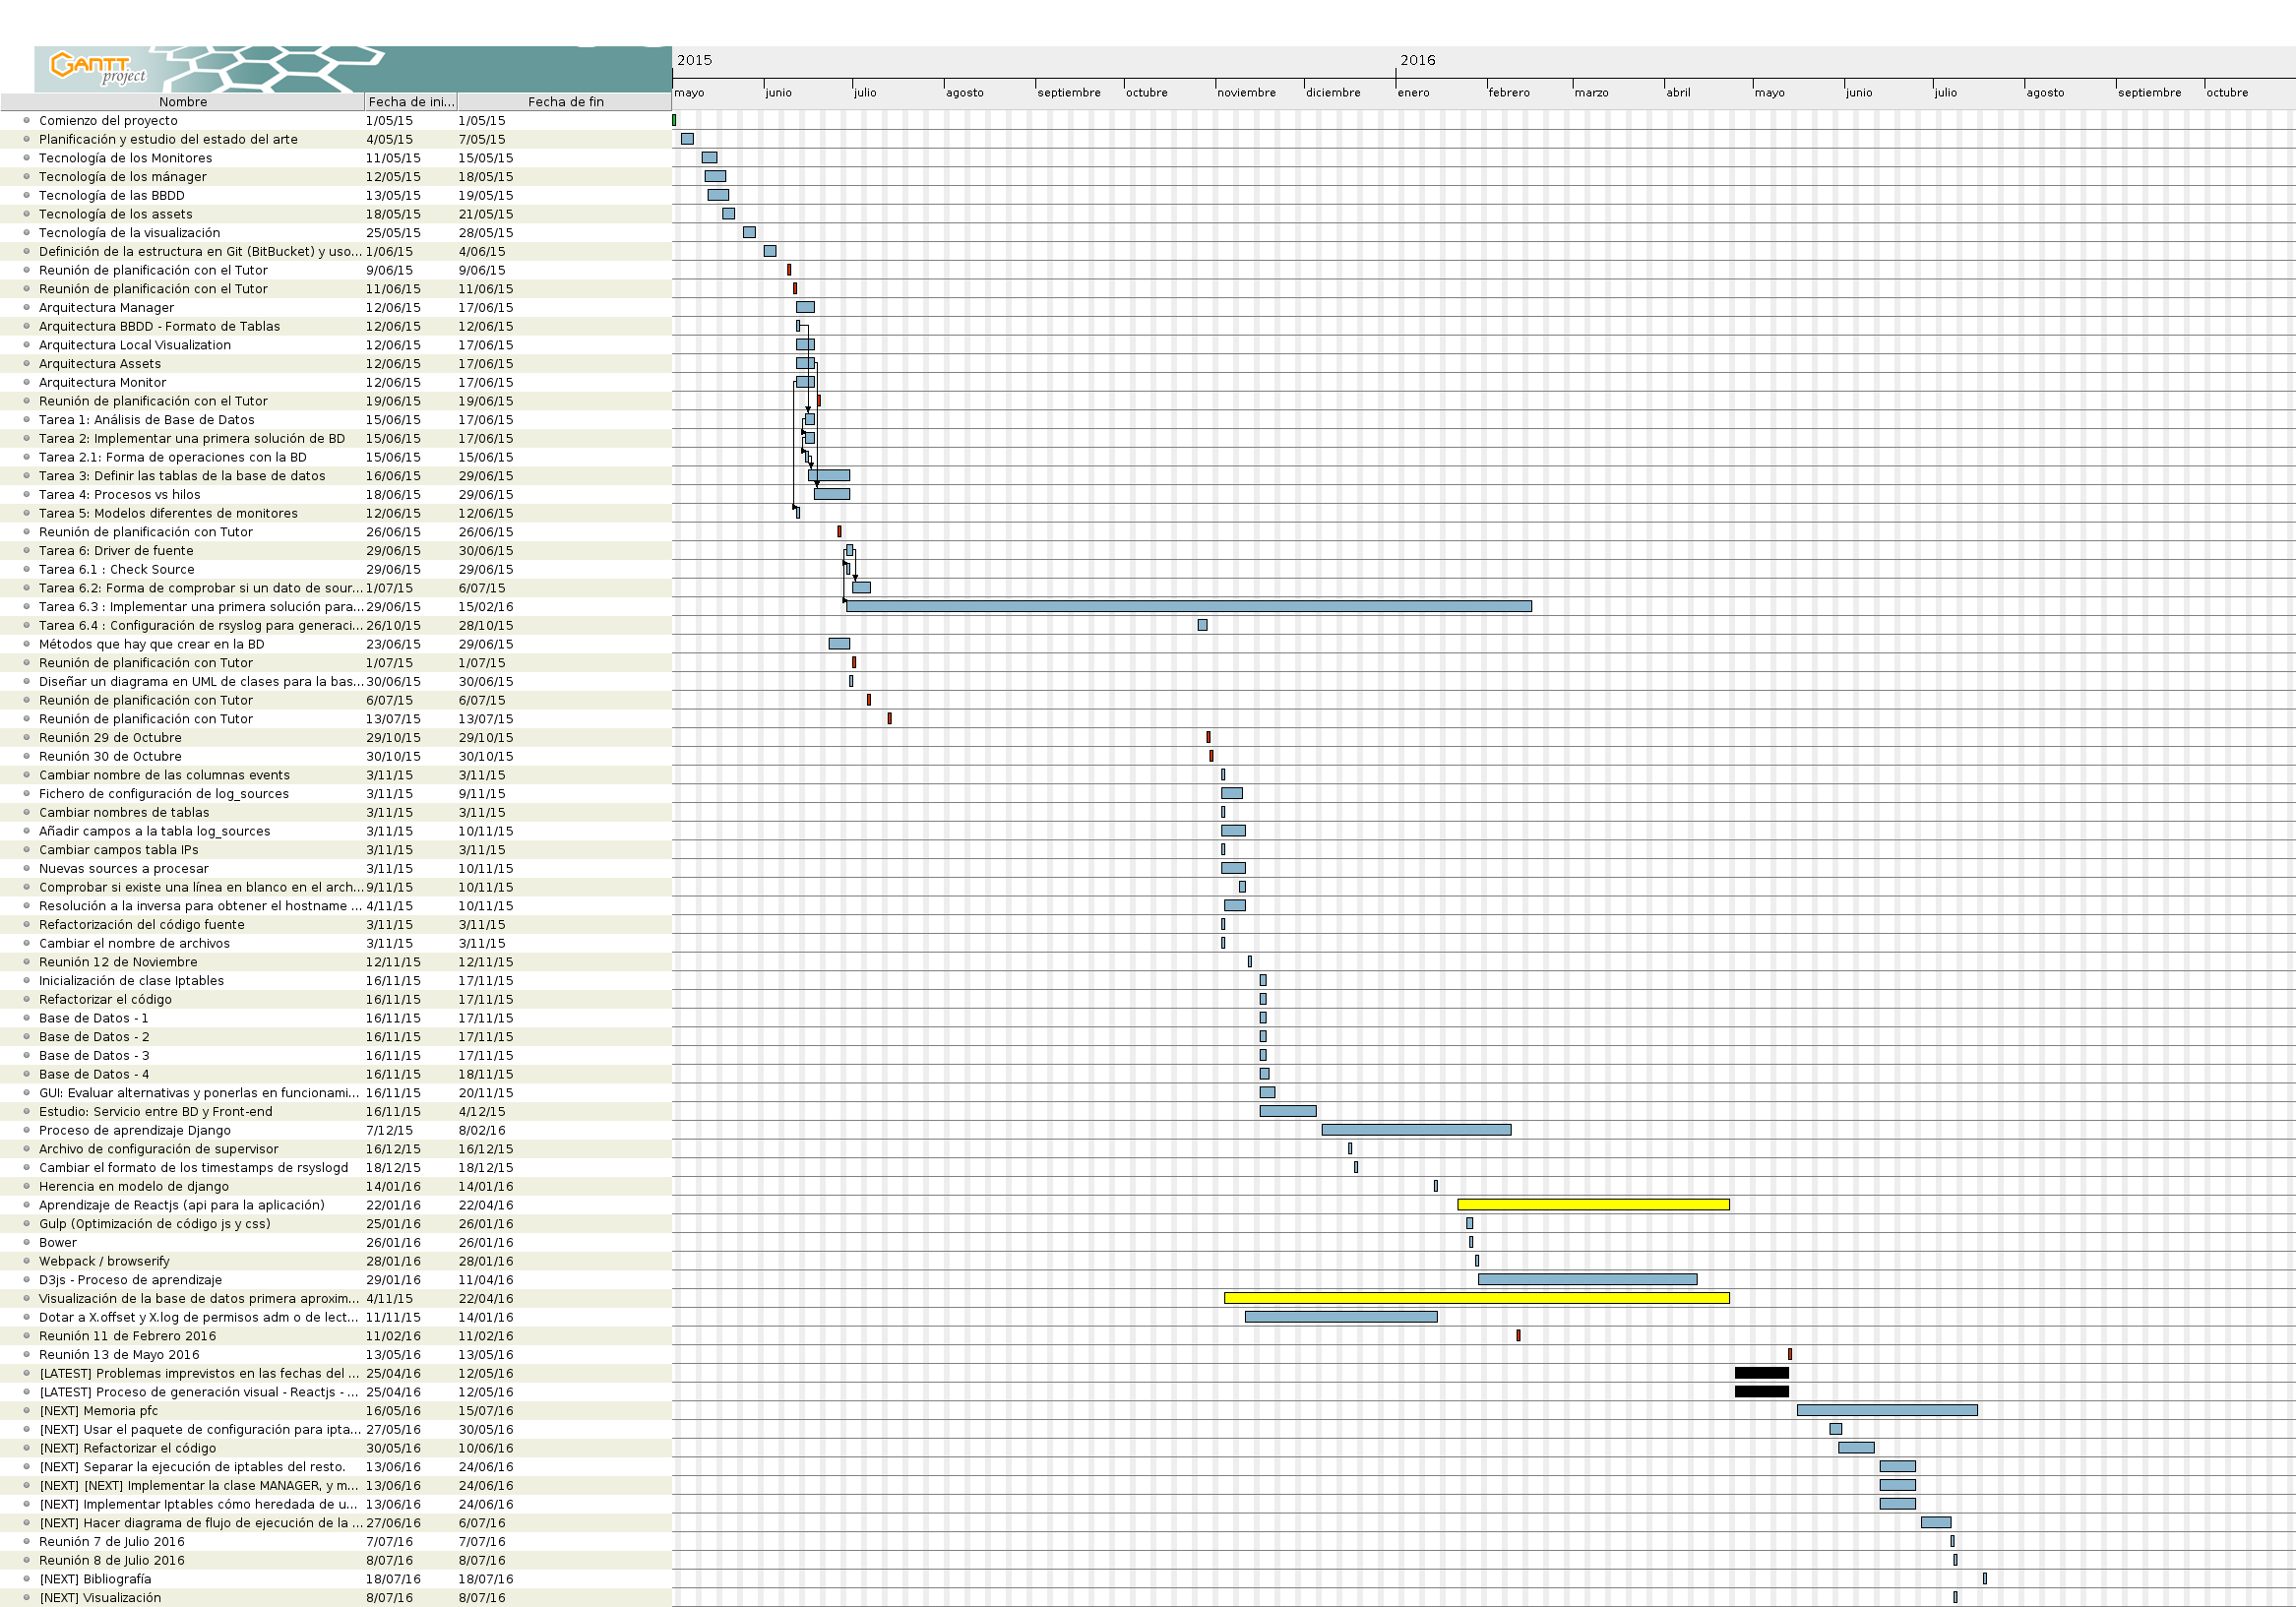 GANTT project
2015 2016
mayo junio julio agosto septiembre octubre noviembre diciembre enero febrero marzo abril mayo junio julio agosto septiembre octubre
Nombre Fecha de ini... Fecha de fin
Comienzo del proyecto 1/05/15 1/05/15
Planificación y estudio del estado del arte 4/05/15 7/05/15
Tecnología de los Monitores 11/05/15 15/05/15
Tecnología de los mánager 12/05/15 18/05/15
Tecnología de las BBDD 13/05/15 19/05/15
Tecnología de los assets 18/05/15 21/05/15
Tecnología de la visualización 25/05/15 28/05/15
Definición de la estructura en Git (BitBucket) y uso... 1/06/15 4/06/15
Reunión de planificación con el Tutor 9/06/15 9/06/15
Reunión de planificación con el Tutor 11/06/15 11/06/15
Arquitectura Manager 12/06/15 17/06/15
Arquitectura BBDD - Formato de Tablas 12/06/15 12/06/15
Arquitectura Local Visualization 12/06/15 17/06/15
Arquitectura Assets 12/06/15 17/06/15
Arquitectura Monitor 12/06/15 17/06/15
Reunión de planificación con el Tutor 19/06/15 19/06/15
Tarea 1: Análisis de Base de Datos 15/06/15 17/06/15
Tarea 2: Implementar una primera solución de BD 15/06/15 17/06/15
Tarea 2.1: Forma de operaciones con la BD 15/06/15 15/06/15
Tarea 3: Definir las tablas de la base de datos 16/06/15 29/06/15
Tarea 4: Procesos vs hilos 18/06/15 29/06/15
Tarea 5: Modelos diferentes de monitores 12/06/15 12/06/15
Reunión de planificación con Tutor 26/06/15 26/06/15
Tarea 6: Driver de fuente 29/06/15 30/06/15
Tarea 6.1 : Check Source 29/06/15 29/06/15
Tarea 6.2: Forma de comprobar si un dato de sour... 1/07/15 6/07/15
Tarea 6.3 : Implementar una primera solución para... 29/06/15 15/02/16
Tarea 6.4 : Configuración de rsyslog para generaci... 26/10/15 28/10/15
Métodos que hay que crear en la BD 23/06/15 29/06/15
Reunión de planificación con Tutor 1/07/15 1/07/15
Diseñar un diagrama en UML de clases para la bas... 30/06/15 30/06/15
Reunión de planificación con Tutor 6/07/15 6/07/15
Reunión de planificación con Tutor 13/07/15 13/07/15
Reunión 29 de Octubre 29/10/15 29/10/15
Reunión 30 de Octubre 30/10/15 30/10/15
Cambiar nombre de las columnas events 3/11/15 3/11/15
Fichero de configuración de log_sources 3/11/15 9/11/15
Cambiar nombres de tablas 3/11/15 3/11/15
Añadir campos a la tabla log_sources 3/11/15 10/11/15
Cambiar campos tabla IPs 3/11/15 3/11/15
Nuevas sources a procesar 3/11/15 10/11/15
Comprobar si existe una línea en blanco en el arch... 9/11/15 10/11/15
Resolución a la inversa para obtener el hostname ... 4/11/15 10/11/15
Refactorización del código fuente 3/11/15 3/11/15
Cambiar el nombre de archivos 3/11/15 3/11/15
Reunión 12 de Noviembre 12/11/15 12/11/15
Inicialización de clase Iptables 16/11/15 17/11/15
Refactorizar el código 16/11/15 17/11/15
Base de Datos - 1 16/11/15 17/11/15
Base de Datos - 2 16/11/15 17/11/15
Base de Datos - 3 16/11/15 17/11/15
Base de Datos - 4 16/11/15 18/11/15
GUI: Evaluar alternativas y ponerlas en funcionami... 16/11/15 20/11/15
Estudio: Servicio entre BD y Front-end 16/11/15 4/12/15
Proceso de aprendizaje Django 7/12/15 8/02/16
Archivo de configuración de supervisor 16/12/15 16/12/15
Cambiar el formato de los timestamps de rsyslogd 18/12/15 18/12/15
Herencia en modelo de django 14/01/16 14/01/16
Aprendizaje de Reactjs (api para la aplicación) 22/01/16 22/04/16
Gulp (Optimización de código js y css) 25/01/16 26/01/16
Bower 26/01/16 26/01/16
Webpack / browserify 28/01/16 28/01/16
D3js - Proceso de aprendizaje 29/01/16 11/04/16
Visualización de la base de datos primera aproxim... 4/11/15 22/04/16
Dotar a X.offset y X.log de permisos adm o de lect... 11/11/15 14/01/16
Reunión 11 de Febrero 2016 11/02/16 11/02/16
Reunión 13 de Mayo 2016 13/05/16 13/05/16
[LATEST] Problemas imprevistos en las fechas del ... 25/04/16 12/05/16
[LATEST] Proceso de generación visual - Reactjs - ... 25/04/16 12/05/16
[NEXT] Memoria pfc 16/05/16 15/07/16
[NEXT] Usar el paquete de configuración para ipta... 27/05/16 30/05/16
[NEXT] Refactorizar el código 30/05/16 10/06/16
[NEXT] Separar la ejecución de iptables del resto. 13/06/16 24/06/16
[NEXT] [NEXT] Implementar la clase MANAGER, y m... 13/06/16 24/06/16
[NEXT] Implementar Iptables cómo heredada de u... 13/06/16 24/06/16
[NEXT] Hacer diagrama de flujo de ejecución de la ... 27/06/16 6/07/16
Reunión 7 de Julio 2016 7/07/16 7/07/16
Reunión 8 de Julio 2016 8/07/16 8/07/16
[NEXT] Bibliografía 18/07/16 18/07/16
[NEXT] Visualización 8/07/16 8/07/16